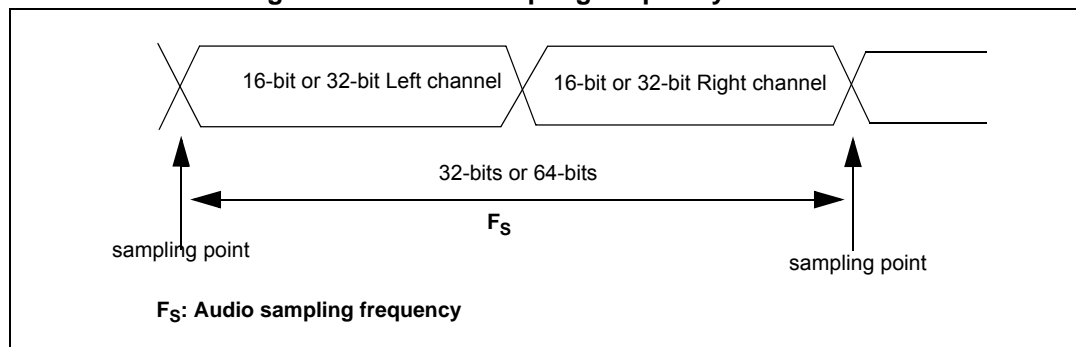 16-bit or 32-bit Left channel
16-bit or 32-bit Right channel
32-bits or 64-bits
FS
sampling point
sampling point
FS: Audio sampling frequency